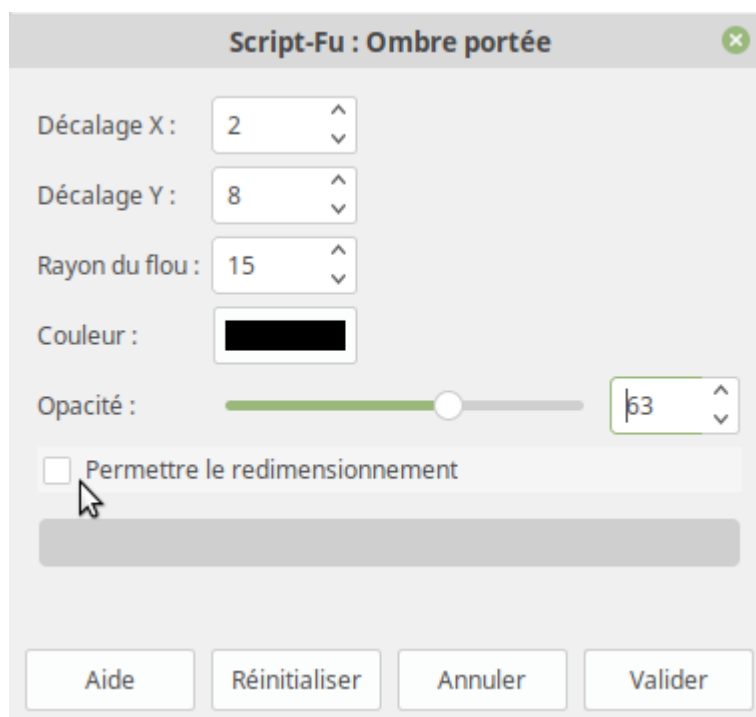 Script-Fu : Ombre portée
Décalage X : 2
Décalage Y : 8
Rayon du flou : 15
Couleur :
Opacité : 63
Permettre le redimensionnement
Aide Réinitialiser Annuler Valider